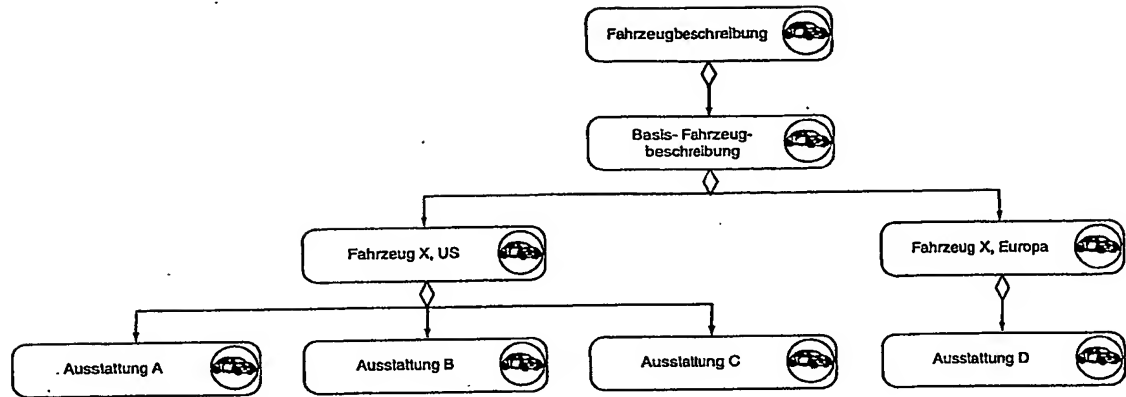 Fahrzeugbeschreibung
Basis- Fahrzeug-
beschreibung
Fahrzeug X, US
Fahrzeug X, Europa
Ausstattung A
Ausstattung B
Ausstattung C
Ausstattung D